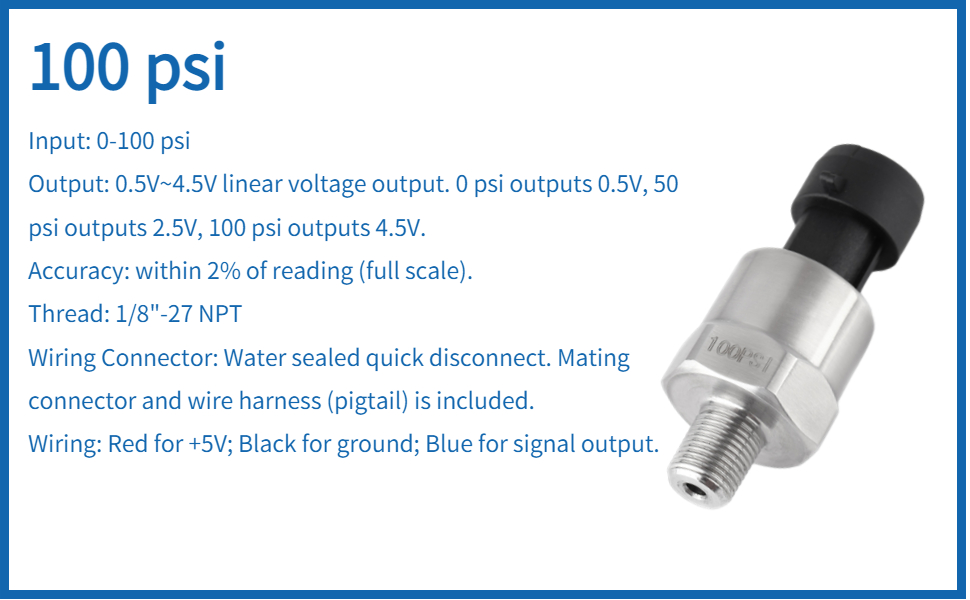 100 psi
Input: 0-100 psi
Output: 0.5V~4.5V linear voltage output. 0 psi outputs 0.5V, 50
psi outputs 2.5V, 100 psi outputs 4.5V.
Accuracy: within 2% of reading (full scale).
Thread: 1/8"-27 NPT
Wiring Connector: Water sealed quick disconnect. Mating
connector and wire harness (pigtail) is included.
Wiring: Red for +5V; Black for ground; Blue for signal output.
100PSI